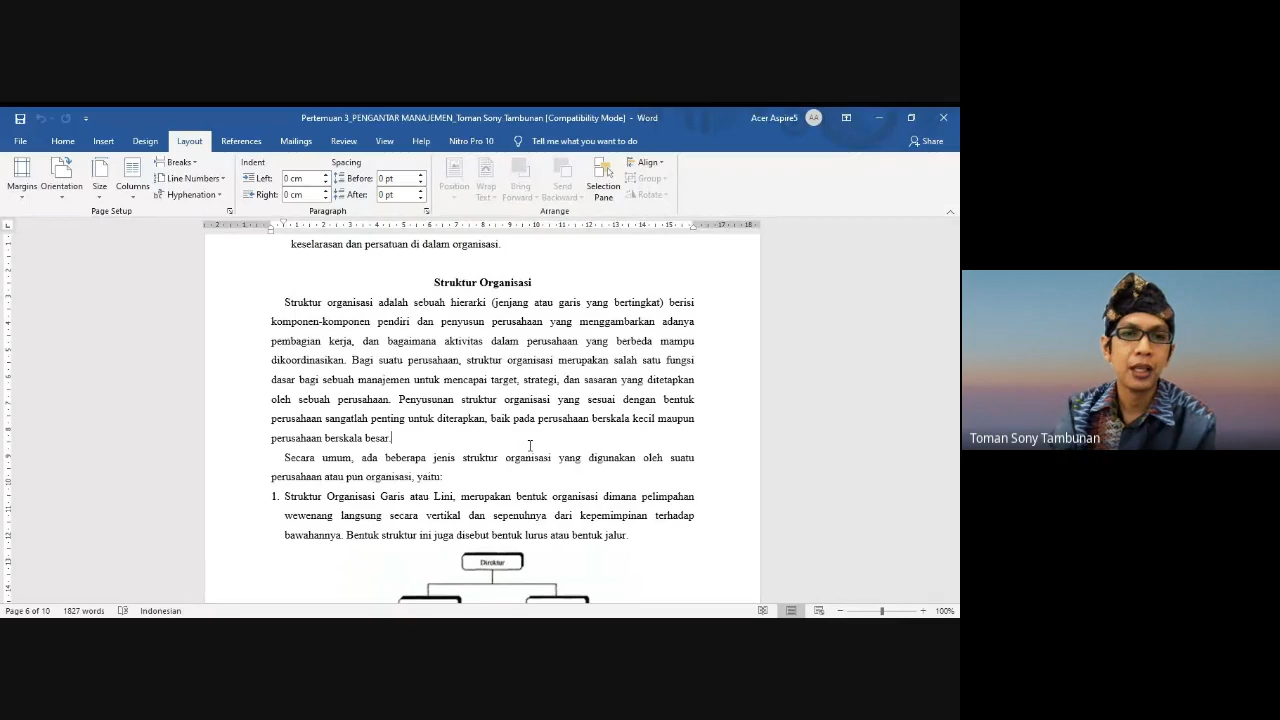 Pertemuan 3_PENGANTAR MANAJEMEN_Toman Sony Tambunan [Compatibility Mode] - Word
Acer Aspire5
AA
File Home Insert Design Layout References Mailings Review View Help Nitro Pro 10 Tell me what you want to do
Share
Margins Orientation Size Columns
Breaks
Line Numbers
Hyphenation
Page Setup
Indent Spacing
Left: 0 cm Before: 0 pt
Right: 0 cm After: 0 pt
Paragraph
Position Wrap Text Bring Forward Send Backward Selection Pane
Align
Group
Rotate
Arrange
keselarasan dan persatuan di dalam organisasi.
Struktur Organisasi
Struktur organisasi adalah sebuah hierarki (jenjang atau garis yang bertingkat) berisi
komponen-komponen pendiri dan penyusun perusahaan yang menggambarkan adanya
pembagian kerja, dan bagaimana aktivitas dalam perusahaan yang berbeda mampu
dikoordinasikan. Bagi suatu perusahaan, struktur organisasi merupakan salah satu fungsi
dasar bagi sebuah manajemen untuk mencapai target, strategi, dan sasaran yang ditetapkan
oleh sebuah perusahaan. Penyusunan struktur organisasi yang sesuai dengan bentuk
perusahaan sangatlah penting untuk diterapkan, baik pada perusahaan berskala kecil maupun
perusahaan berskala besar.
Secara umum, ada beberapa jenis struktur organisasi yang digunakan oleh suatu
perusahaan atau pun organisasi, yaitu:
1. Struktur Organisasi Garis atau Lini, merupakan bentuk organisasi dimana pelimpahan
wewenang langsung secara vertikal dan sepenuhnya dari kepemimpinan terhadap
bawahannya. Bentuk struktur ini juga disebut bentuk lurus atau bentuk jalur.
Direktur
Page 6 of 10 1827 words Indonesian
100%
Toman Sony Tambunan